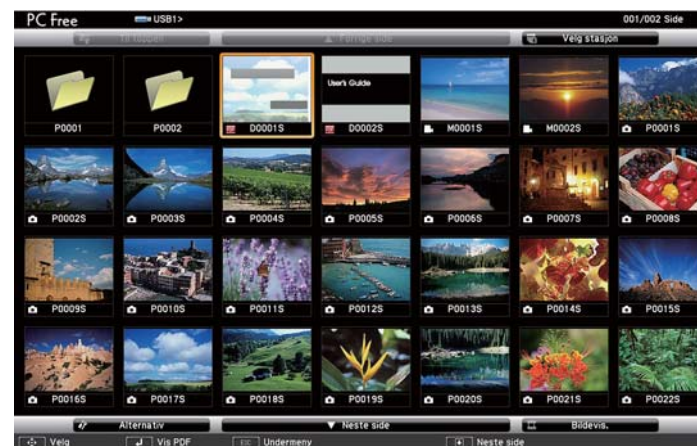 PC Free USB1> 001/002 Side
Til toppen ▲ Forrige side Velg stasjon
User's Guide
P0001 P0002 D0001S D0002S M0001S M0002S P0001S
P0002S P0003S P0004S P0005S P0006S P0007S P0008S
P0009S P0010S P0011S P0012S P0013S P0014S P0015S
P0016S P0017S P0018S P0019S P0020S P0021S P0022S
Alternativ ▼ Neste side Bildevis.
Velg Vis PDF ESC Undermeny Neste side